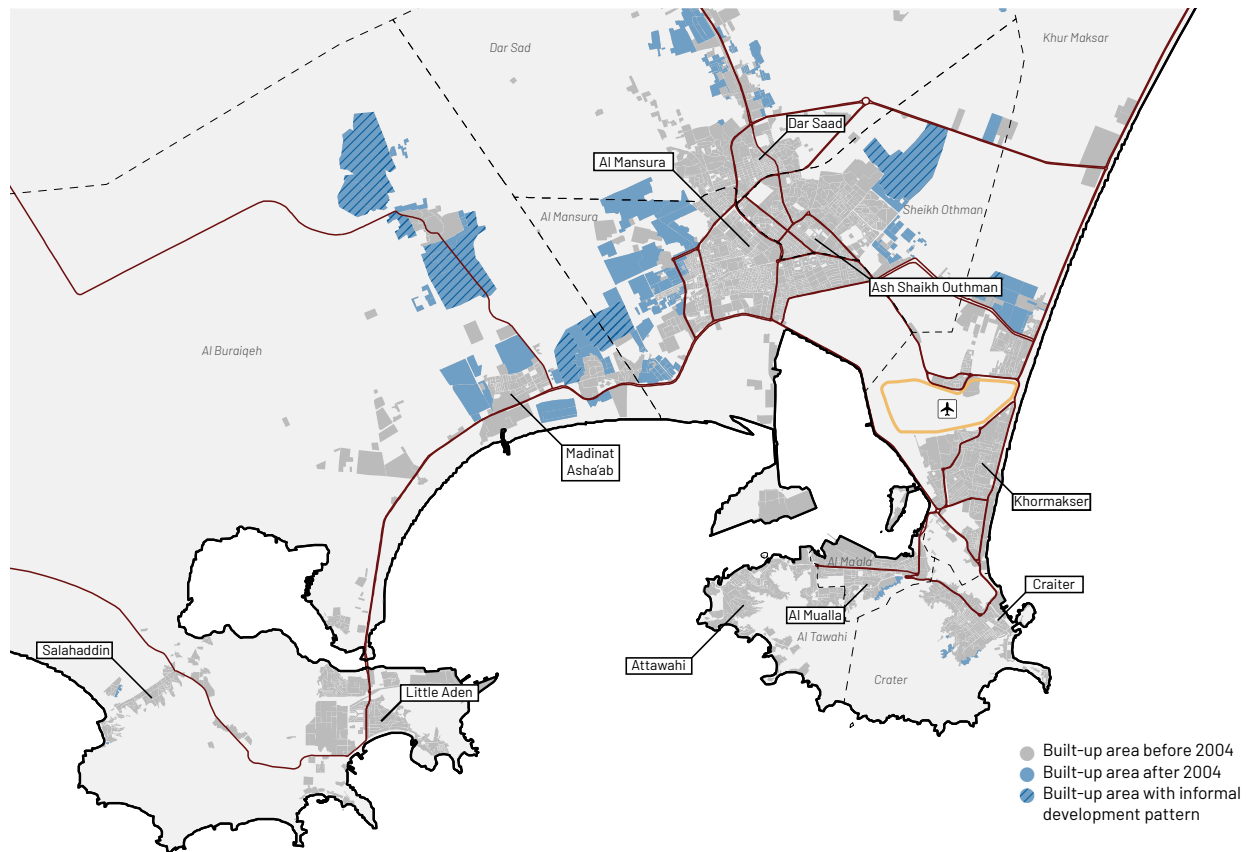 Dar Sad
Khur Maksar
Dar Saad
Al Mansura
Al Mansura
Sheikh Othman
Ash Shaikh Outhman
Al Buraiqeh
Madinat
Asha'ab
Khormakser
Al Ma'ala
Craiter
Al Mualla
Al Tawahi
Attawahi
Crater
Salahaddin
Little Aden
Built-up area before 2004
Built-up area after 2004
Built-up area with informal
development pattern